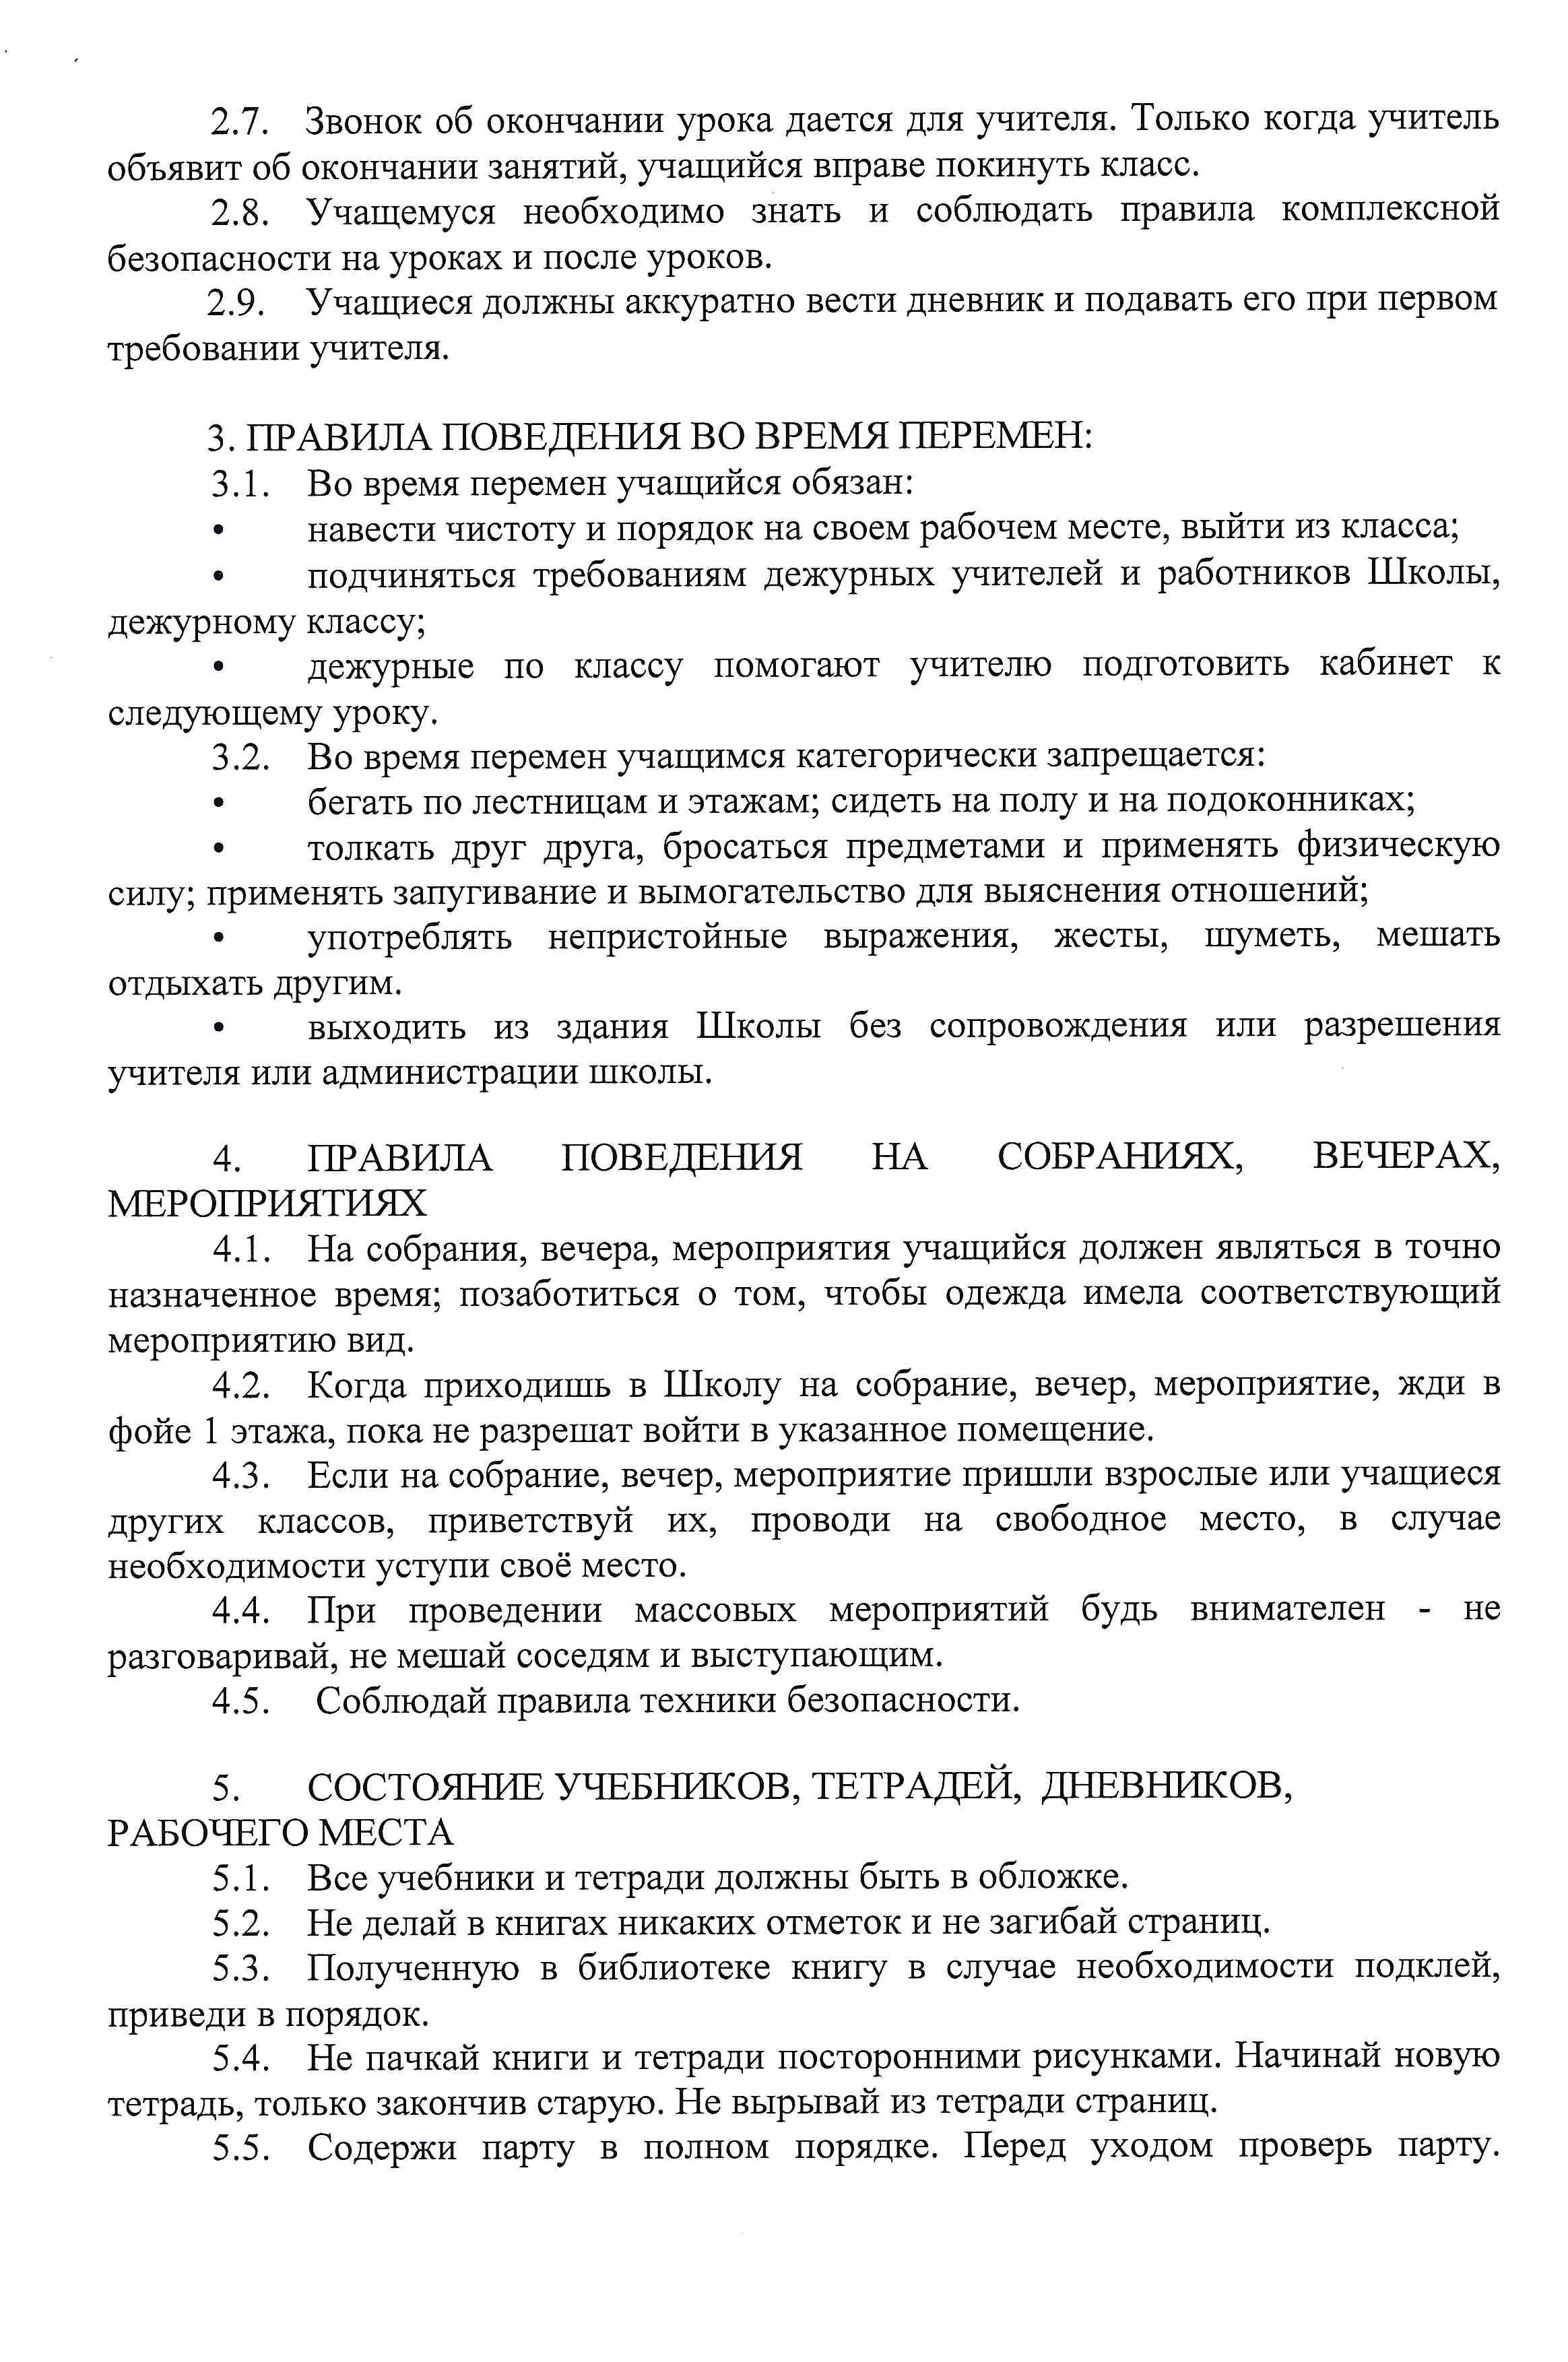 2.7. Звонок об окончании урока дается для учителя. Только когда учитель
объявит об окончании занятий, учащийся вправе покинуть класс.
2.8. Учащемуся необходимо знать и соблюдать правила комплексной
безопасности на уроках и после уроков.
2.9. Учащиеся должны аккуратно вести дневник и подавать его при первом
требовании учителя.
3. ПРАВИЛА ПОВЕДЕНИЯ ВО ВРЕМЯ ПЕРЕМЕН:
3.1. Во время перемен учащийся обязан:
• навести чистоту и порядок на своем рабочем месте, выйти из класса;
• подчиняться требованиям дежурных учителей и работников Школы,
дежурному классу;
• дежурные по классу помогают учителю подготовить кабинет к
следующему уроку.
3.2. Во время перемен учащимся категорически запрещается:
• бегать по лестницам и этажам; сидеть на полу и на подоконниках;
• толкать друг друга, бросаться предметами и применять физическую
силу; применять запугивание и вымогательство для выяснения отношений;
• употреблять непристойные выражения, жесты, шуметь, мешать
отдыхать другим.
• выходить из здания Школы без сопровождения или разрешения
учителя или администрации школы.
4. ПРАВИЛА ПОВЕДЕНИЯ НА СОБРАНИЯХ, ВЕЧЕРАХ,
МЕРОПРИЯТИЯХ
4.1. На собрания, вечера, мероприятия учащийся должен являться в точно
назначенное время; позаботиться о том, чтобы одежда имела соответствующий
мероприятию вид.
4.2. Когда приходишь в Школу на собрание, вечер, мероприятие, жди в
фойе 1 этажа, пока не разрешат войти в указанное помещение.
4.3. Если на собрание, вечер, мероприятие пришли взрослые или учащиеся
других классов, приветствуй их, проводи на свободное место, в случае
необходимости уступи своё место.
4.4. При проведении массовых мероприятий будь внимателен - не
разговаривай, не мешай соседям и выступающим.
4.5. Соблюдай правила техники безопасности.
5. СОСТОЯНИЕ УЧЕБНИКОВ, ТЕТРАДЕЙ, ДНЕВНИКОВ,
РАБОЧЕГО МЕСТА
5.1. Все учебники и тетради должны быть в обложке.
5.2. Не делай в книгах никаких отметок и не загибай страниц.
5.3. Полученную в библиотеке книгу в случае необходимости подклей,
приведи в порядок.
5.4. Не пачкай книги и тетради посторонними рисунками. Начинай новую
тетрадь, только закончив старую. Не вырывай из тетради страниц.
5.5. Содержи парту в полном порядке. Перед уходом проверь парту.